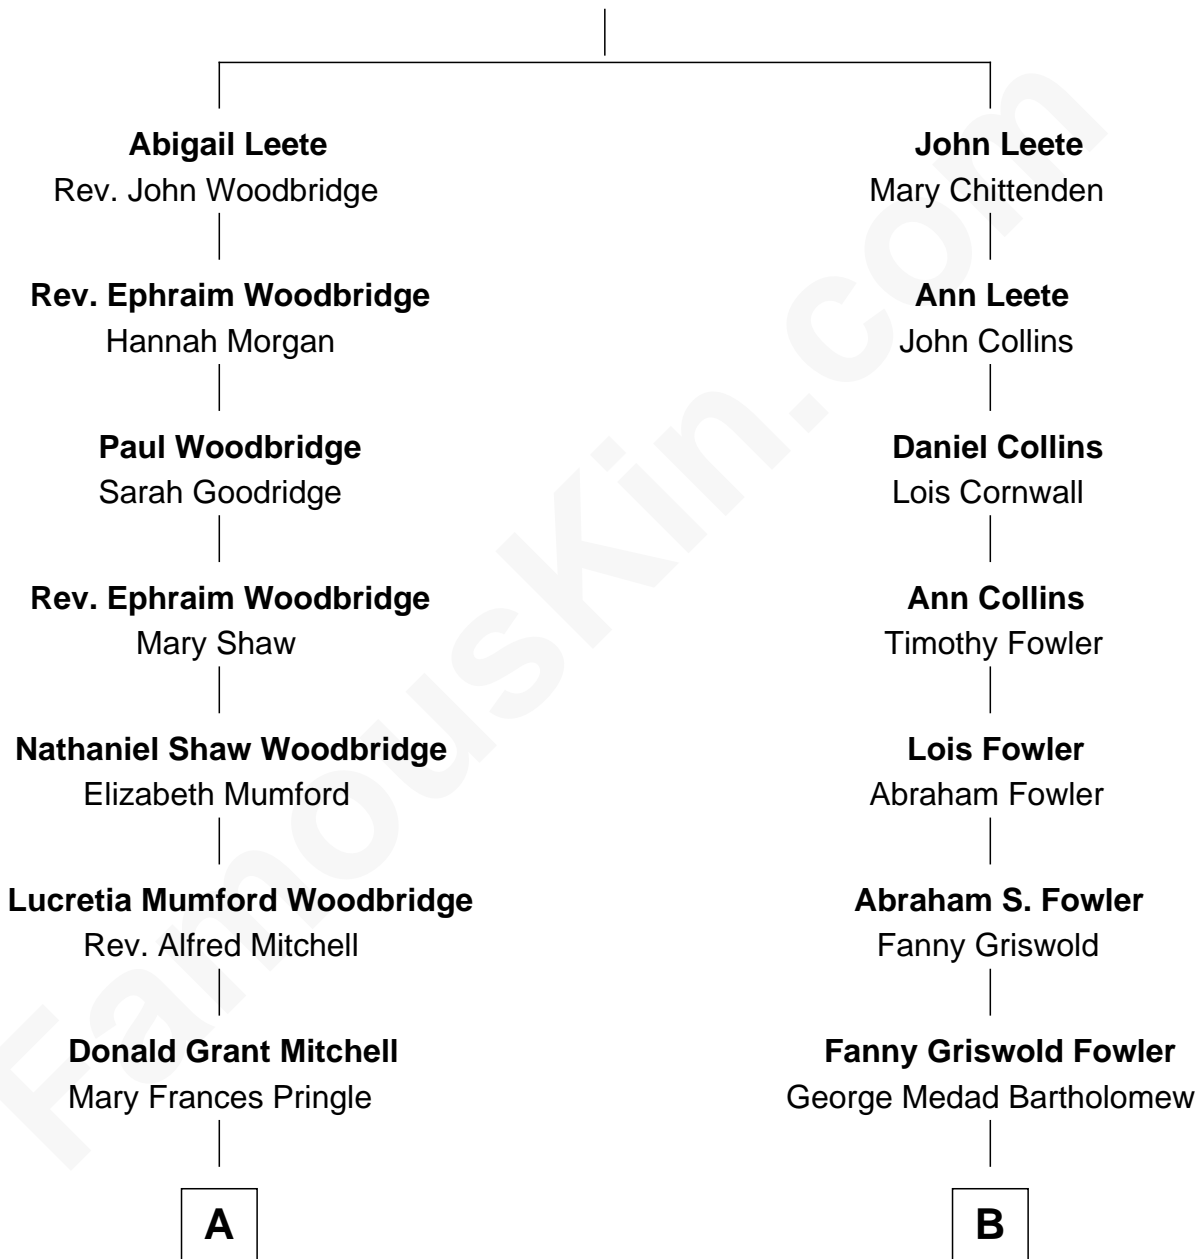 Abigail Leete
Rev. John Woodbridge
John Leete
Mary Chittenden
Rev. Ephraim Woodbridge
Hannah Morgan
Ann Leete
John Collins
Paul Woodbridge
Sarah Goodridge
Daniel Collins
Lois Cornwall
Rev. Ephraim Woodbridge
Mary Shaw
Ann Collins
Timothy Fowler
Nathaniel Shaw Woodbridge
Elizabeth Mumford
Lois Fowler
Abraham Fowler
Lucretia Mumford Woodbridge
Rev. Alfred Mitchell
Abraham S. Fowler
Fanny Griswold
Donald Grant Mitchell
Mary Frances Pringle
Fanny Griswold Fowler
George Medad Bartholomew
A
B
FamousKin.com